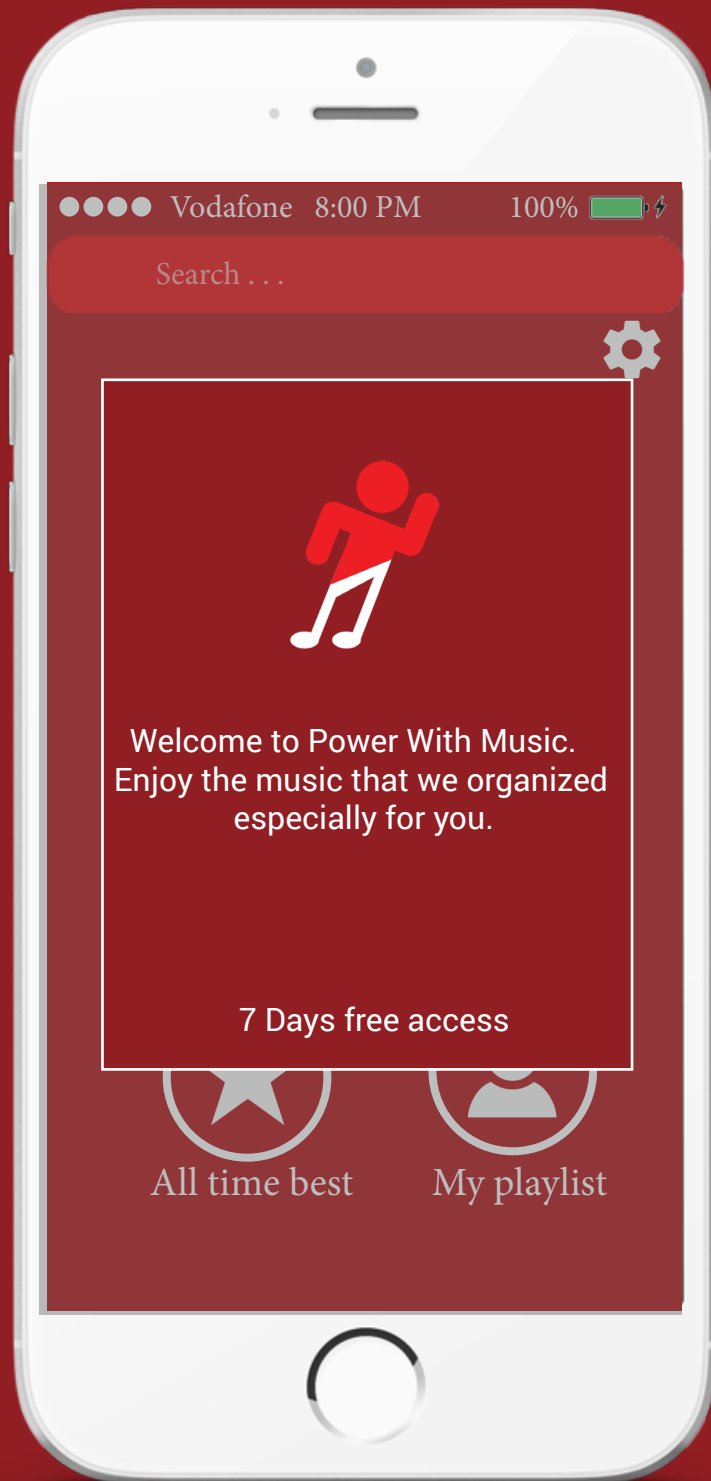 Vodafone 8:00 PM 100%
Search . . .
Welcome to Power With Music.
Enjoy the music that we organized
especially for you.
7 Days free access
All time best My playlist